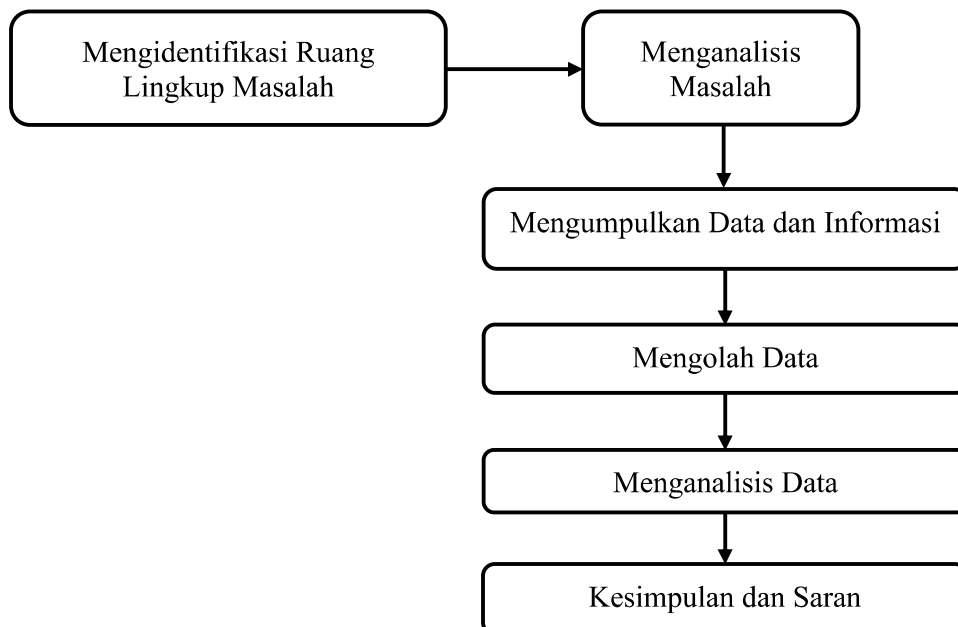 Mengidentifikasi Ruang
Lingkup Masalah
Menganalisis
Masalah
Mengumpulkan Data dan Informasi
Mengolah Data
Menganalisis Data
Kesimpulan dan Saran